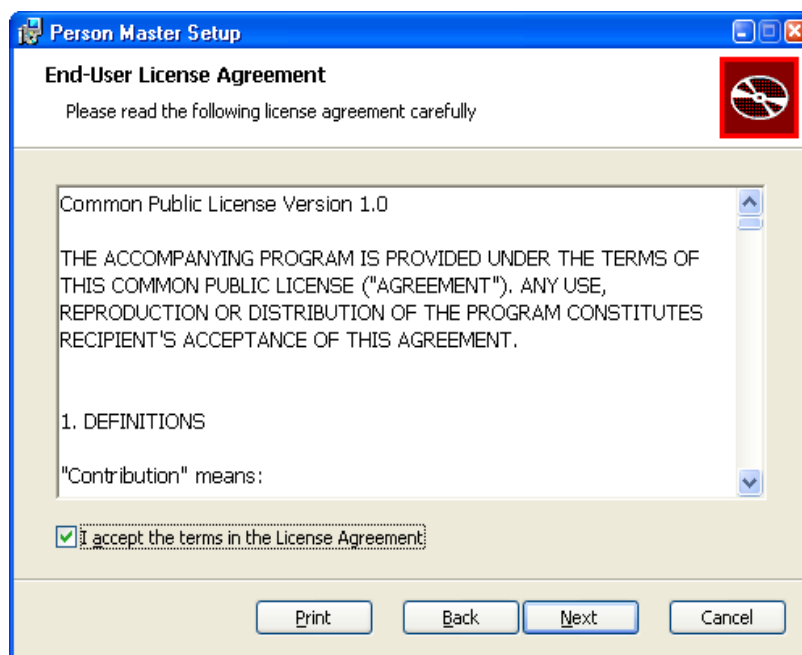 Person Master Setup
End-User License Agreement
Please read the following license agreement carefully
Common Public License Version 1.0
THE ACCOMPANYING PROGRAM IS PROVIDED UNDER THE TERMS OF
THIS COMMON PUBLIC LICENSE ("AGREEMENT"). ANY USE,
REPRODUCTION OR DISTRIBUTION OF THE PROGRAM CONSTITUTES
RECIPIENT'S ACCEPTANCE OF THIS AGREEMENT.
1. DEFINITIONS
"Contribution" means:
I accept the terms in the License Agreement
Print Back Next Cancel